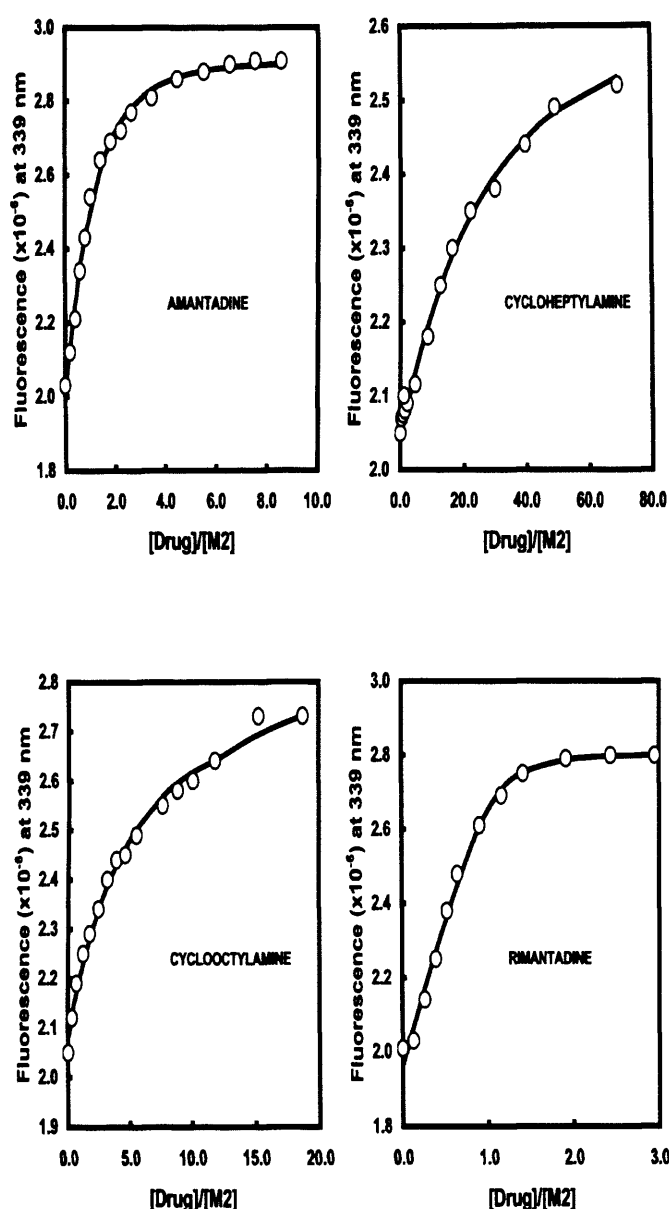 Fluorescence (x10⁻⁶) at 339 nm
3.0
2.8
2.6
2.4
2.2
2.0
1.8
AMANTADINE
0.0 2.0 4.0 6.0 8.0 10.0
[Drug]/[M2]
Fluorescence (x10⁻⁶) at 339 nm
2.6
2.5
2.4
2.3
2.2
2.1
2.0
CYCLOHEPTYLAMINE
0.0 20.0 40.0 60.0 80.0
[Drug]/[M2]
Fluorescence (x10⁻⁶) at 339 nm
2.8
2.7
2.6
2.5
2.4
2.3
2.2
2.1
2.0
1.9
CYCLOOCTYLAMINE
0.0 5.0 10.0 15.0 20.0
[Drug]/[M2]
Fluorescence (x10⁻⁶) at 339 nm
3.0
2.8
2.6
2.4
2.2
2.0
1.8
RIMANTADINE
0.0 1.0 2.0 3.0
[Drug]/[M2]